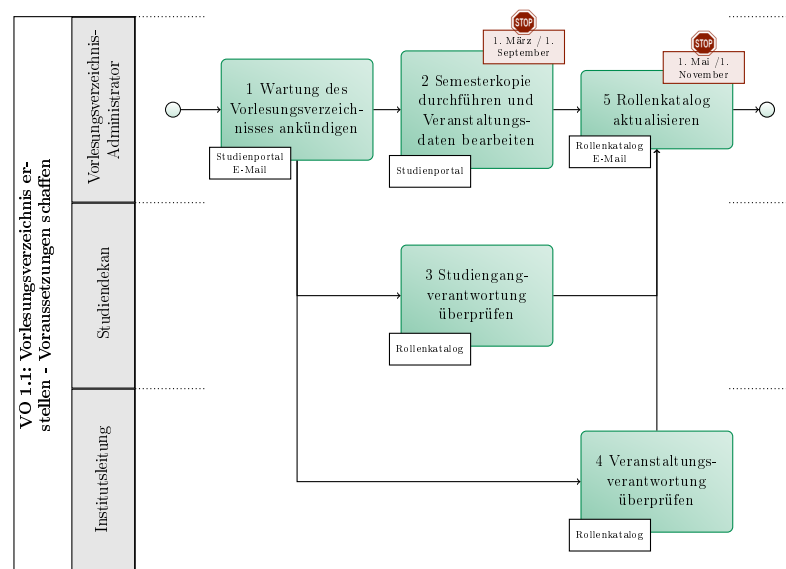 VO 1.1: Vorlesungsverzeichnis er-
stellen - Voraussetzungen schaffen
Vorlesungsverzeichnis-
Administrator
1 Wartung des
Vorlesungsverzeich-
nisses ankündigen
Studienportal
E-Mail
STOP
1. März / 1.
September
2 Semesterkopie
durchführen und
Veranstaltungs-
daten bearbeiten
Studienportal
STOP
1. Mai /1.
November
5 Rollenkatalog
aktualisieren
Rollenkatalog
E-Mail
Studiendekan
3 Studiengang-
verantwortung
überprüfen
Rollenkatalog
Institutsleitung
4 Veranstaltungs-
verantwortung
überprüfen
Rollenkatalog